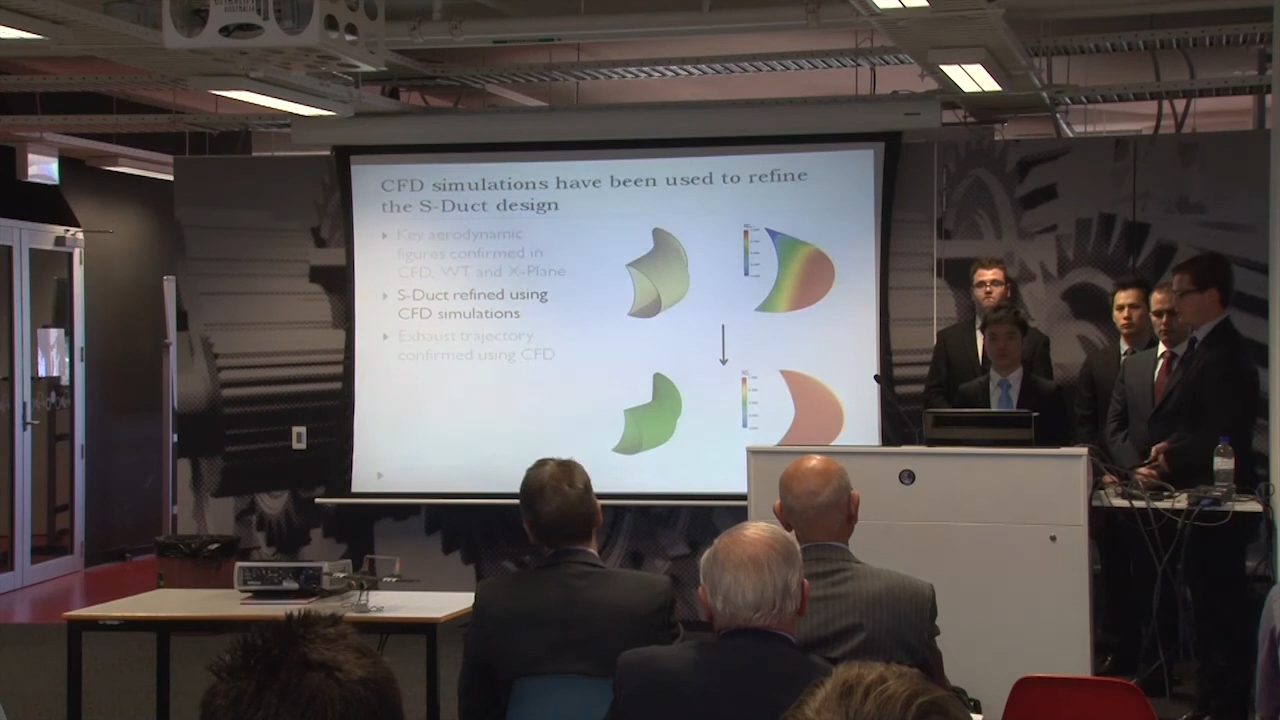 CFD simulations have been used to refine
the S-Duct design
Key aerodynamic
figures confirmed in
CFD, WT and X-Plane
S-Duct refined using
CFD simulations
Exhaust trajectory
confirmed using CFD